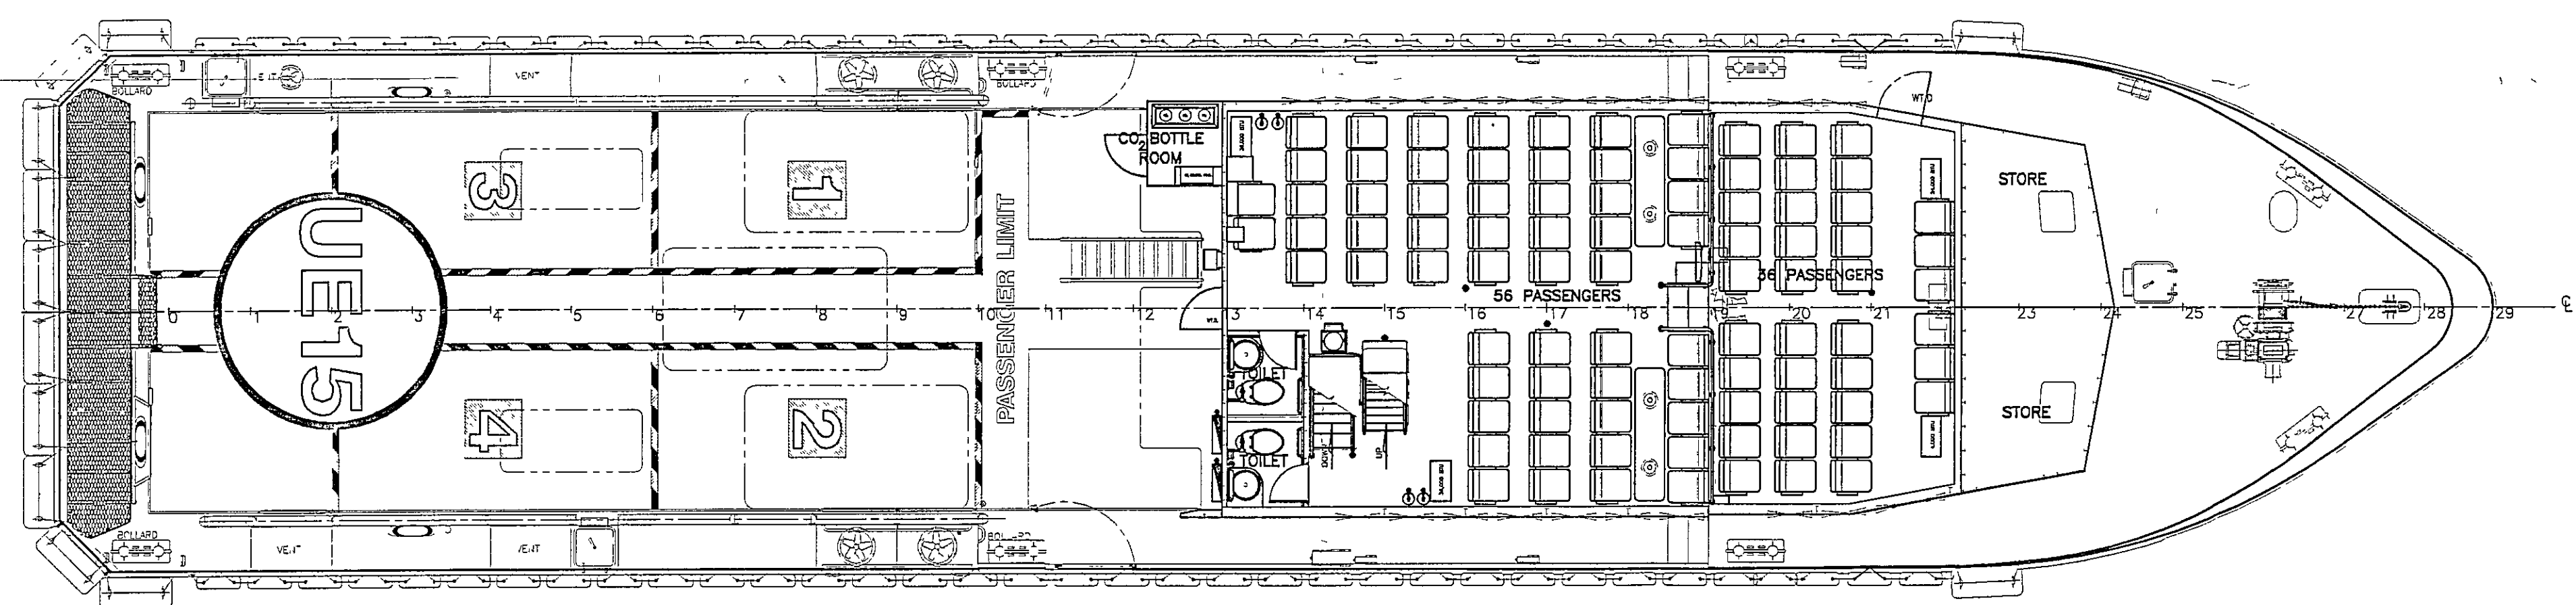 BOLLARD
VENT
BOLLARD
WTD
CO2 BOTTLE
ROOM
3
1
STORE
UE15
PASSENGER LIMIT
56 PASSENGERS
36 PASSENGERS
0 1 2 3 4 5 6 7 8 9 10 11 12 13 14 15 16 17 18 19 20 21 23 24 25 27 28 29
TOILET
4
2
STORE
TOILET
DOWN
UP
BOLLARD
VENT
VENT
BOLLARD